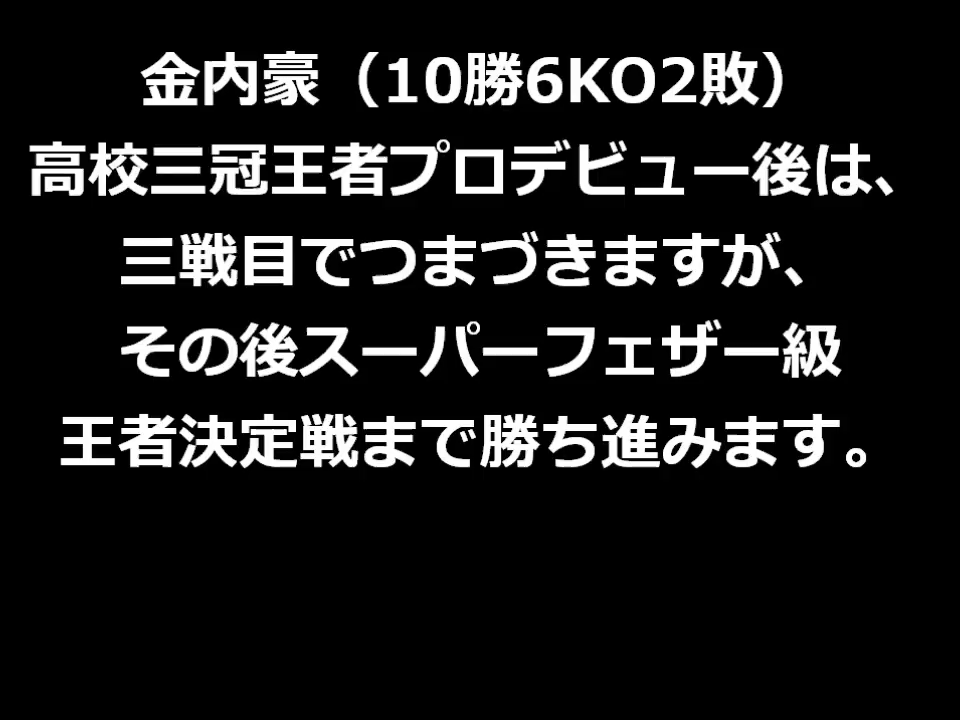 金内豪（10勝6KO2敗）
高校三冠王者プロデビュー後は、
三戦目でつまづきますが、
その後スーパーフェザー級
王者決定戦まで勝ち進みます。